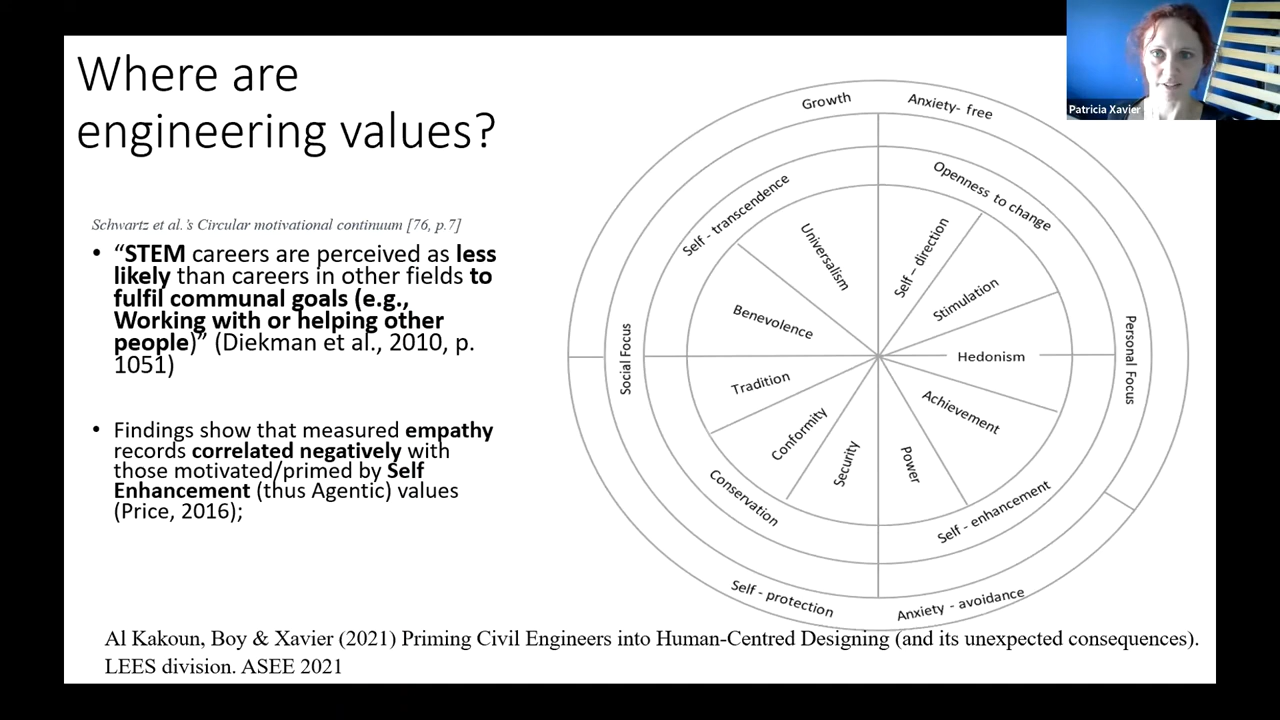 Where are
engineering values?
Schwartz et al.'s Circular motivational continuum [76, p.7]
• “STEM careers are perceived as less
likely than careers in other fields to
fulfil communal goals (e.g.,
Working with or helping other
people)” (Diekman et al., 2010, p.
1051)
• Findings show that measured empathy
records correlated negatively with
those motivated/primed by Self
Enhancement (thus Agentic) values
(Price, 2016);
Growth
Anxiety- free
Self - transcendence
Openness to change
Universalism
Self – direction
Stimulation
Benevolence
Hedonism
Social Focus
Personal Focus
Tradition
Achievement
Conformity
Security
Power
Conservation
Self - enhancement
Self - protection
Anxiety - avoidance
Al Kakoun, Boy & Xavier (2021) Priming Civil Engineers into Human-Centred Designing (and its unexpected consequences).
LEES division. ASEE 2021
Patricia Xavier